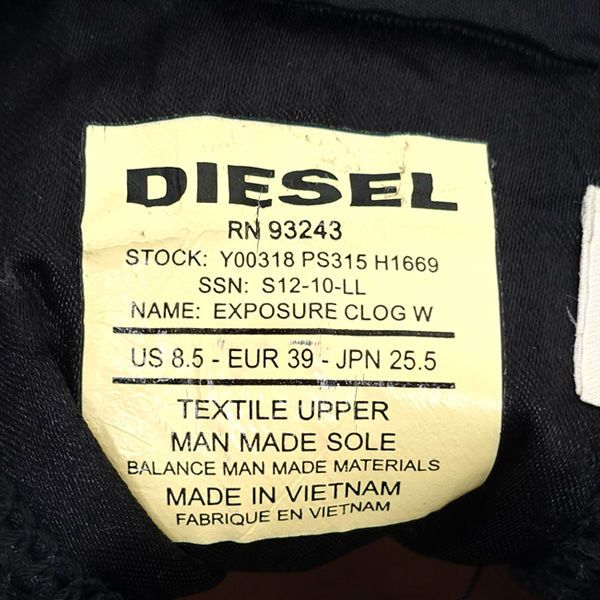 DIESEL
RN 93243
STOCK: Y00318 PS315 H1669
SSN: S12-10-LL
NAME: EXPOSURE CLOG W
US 8.5 - EUR 39 - JPN 25.5
TEXTILE UPPER
MAN MADE SOLE
BALANCE MAN MADE MATERIALS
MADE IN VIETNAM
FABRIQUE EN VIETNAM